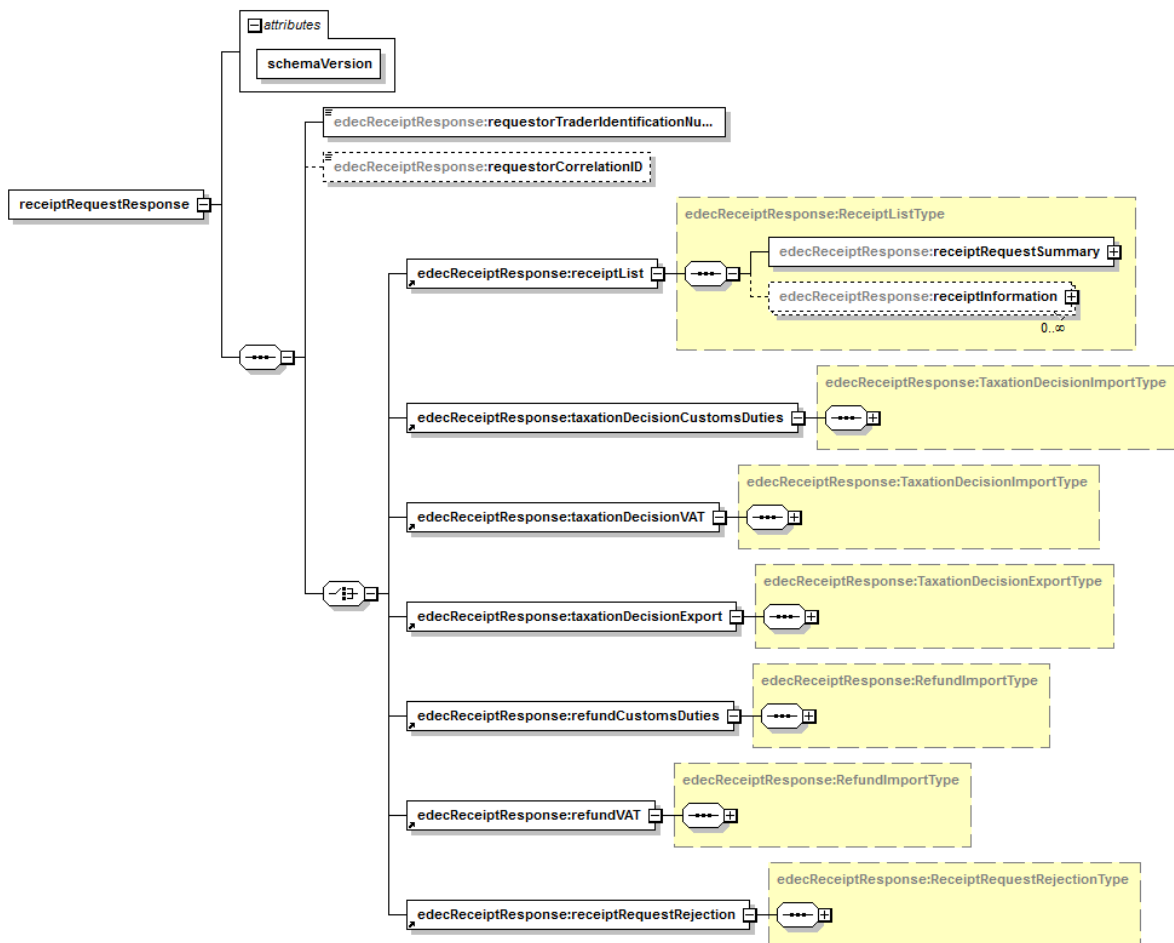 attributes
schemaVersion
edecReceiptResponse:requestorTraderIdentificationNu...
edecReceiptResponse:requestorCorrelationID
receiptRequestResponse
edecReceiptResponse:ReceiptListType
edecReceiptResponse:receiptRequestSummary
edecReceiptResponse:receiptList
edecReceiptResponse:receiptInformation
0..∞
edecReceiptResponse:TaxationDecisionImportType
edecReceiptResponse:taxationDecisionCustomsDuties
edecReceiptResponse:TaxationDecisionImportType
edecReceiptResponse:taxationDecisionVAT
edecReceiptResponse:TaxationDecisionExportType
edecReceiptResponse:taxationDecisionExport
edecReceiptResponse:RefundImportType
edecReceiptResponse:refundCustomsDuties
edecReceiptResponse:RefundImportType
edecReceiptResponse:refundVAT
edecReceiptResponse:ReceiptRequestRejectionType
edecReceiptResponse:receiptRequestRejection